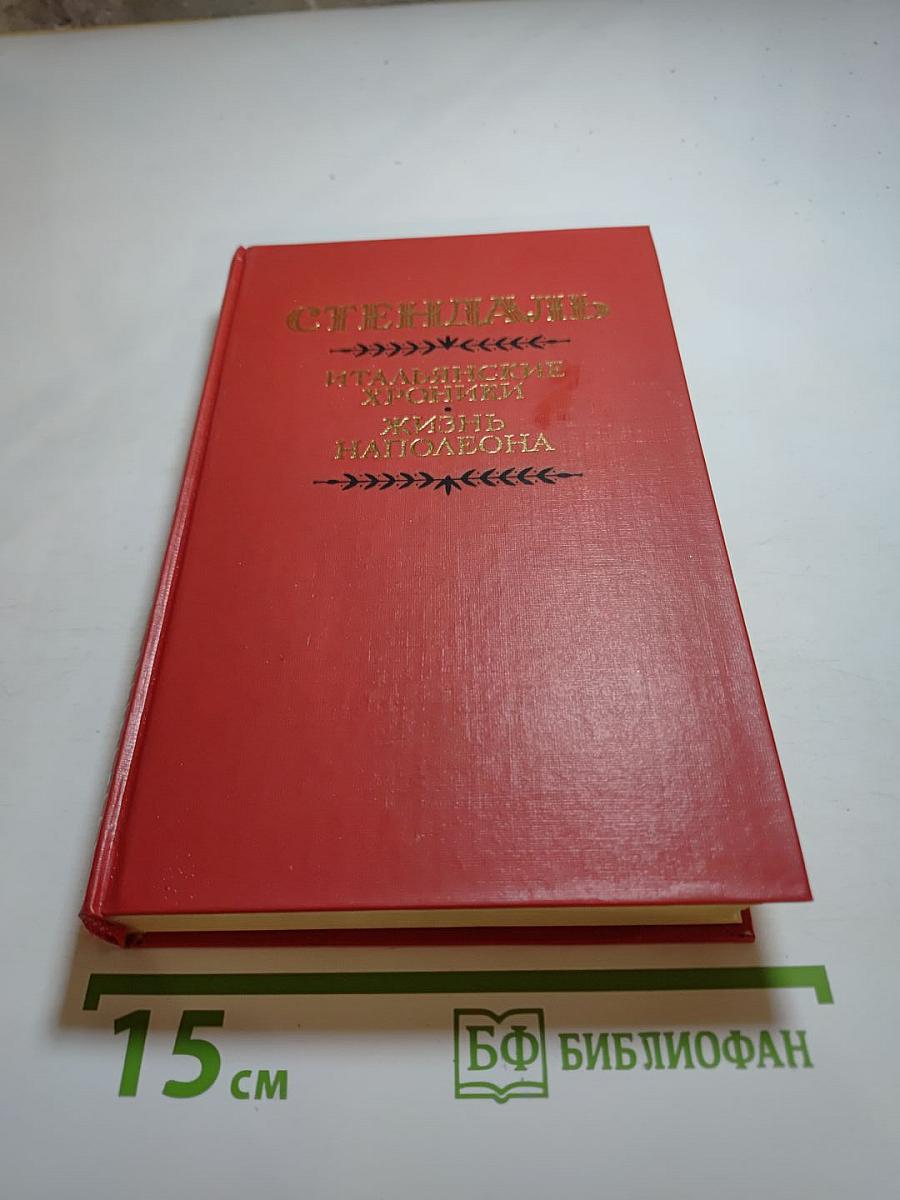 СТЕНДАЛЬ
ИТАЛЬЯНСКИЕ
ХРОНИКИ
•
ЖИЗНЬ
НАПОЛЕОНА
15 см
БФ БИБЛИОФАН